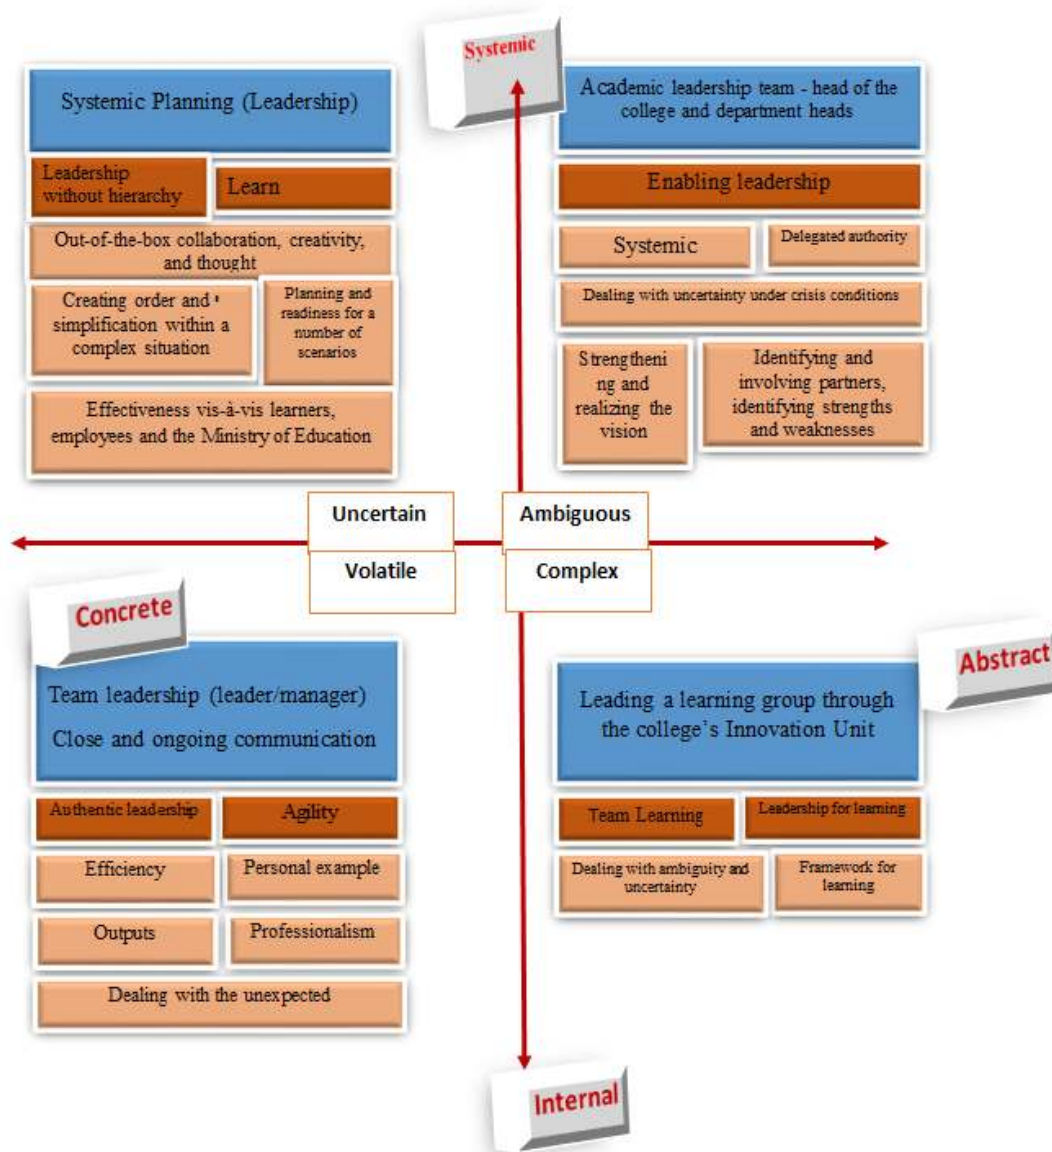 Systemic
Systemic Planning (Leadership)
Leadership
without hierarchy
Learn
Out-of-the-box collaboration, creativity,
and thought
Creating order and
simplification within a
complex situation
Planning and
readiness for a
number of
scenarios
Effectiveness vis-à-vis learners,
employees and the Ministry of Education
Academic leadership team - head of the
college and department heads
Enabling leadership
Systemic
Delegated authority
Dealing with uncertainty under crisis conditions
Strengtheni
ng and
realizing the
vision
Identifying and
involving partners,
identifying strengths
and weaknesses
Uncertain
Ambiguous
Volatile
Complex
Concrete
Team leadership (leader/manager)
Close and ongoing communication
Authentic leadership
Agility
Efficiency
Personal example
Outputs
Professionalism
Dealing with the unexpected
Abstract
Leading a learning group through
the college’s Innovation Unit
Team Learning
Leadership for learning
Dealing with ambiguity and
uncertainty
Framework for
learning
Internal